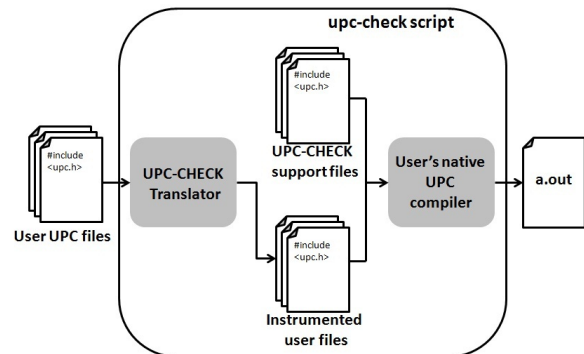 upc-check script
#include
<upc.h>
UPC-CHECK
support files
#include
<upc.h>
User UPC files
UPC-CHECK
Translator
User's native
UPC
compiler
a.out
#include
<upc.h>
Instrumented
user files